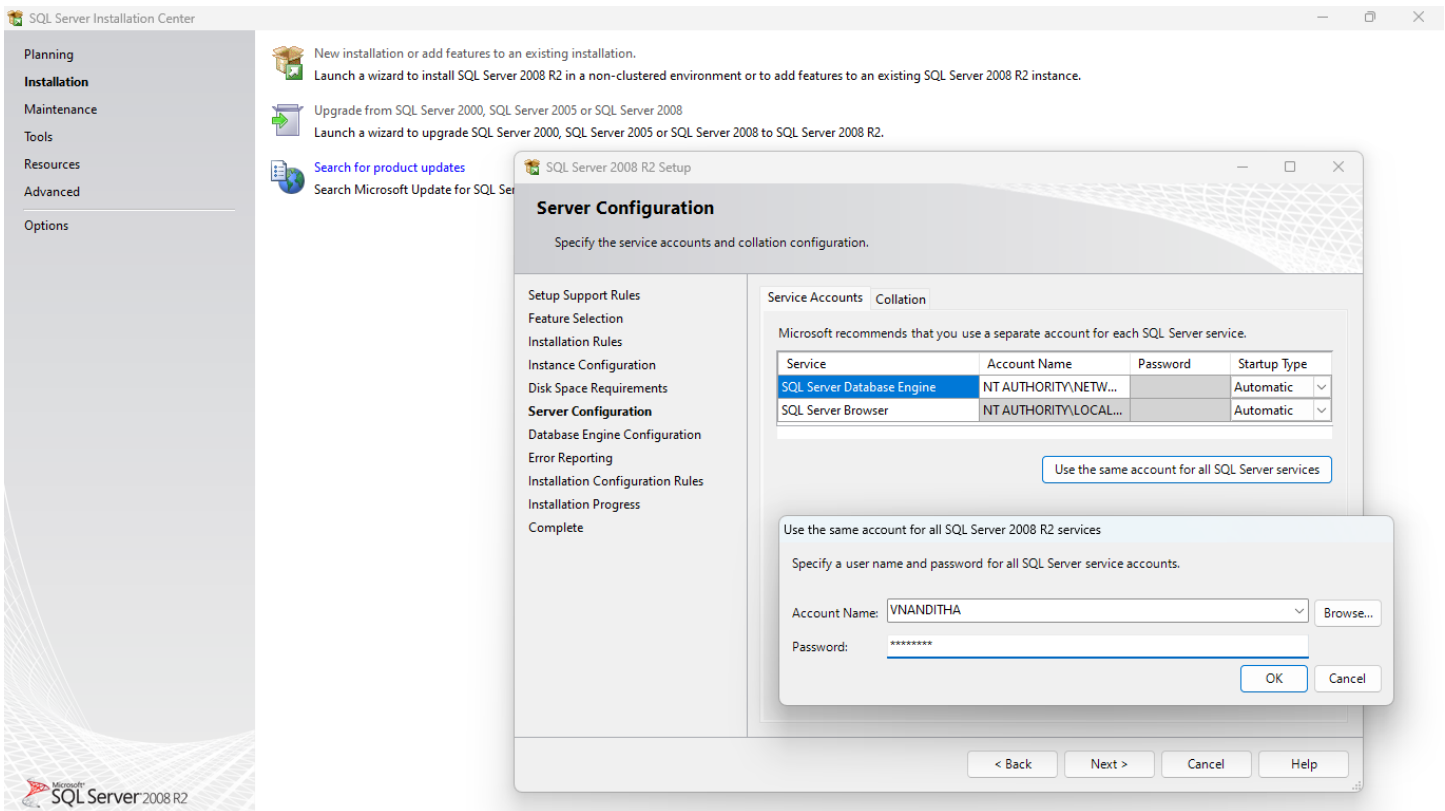 SQL Server Installation Center
Planning
Installation
Maintenance
Tools
Resources
Advanced
Options
New installation or add features to an existing installation.
Launch a wizard to install SQL Server 2008 R2 in a non-clustered environment or to add features to an existing SQL Server 2008 R2 instance.
Upgrade from SQL Server 2000, SQL Server 2005 or SQL Server 2008
Launch a wizard to upgrade SQL Server 2000, SQL Server 2005 or SQL Server 2008 to SQL Server 2008 R2.
Search for product updates
Search Microsoft Update for SQL Ser
SQL Server 2008 R2 Setup
Server Configuration
Specify the service accounts and collation configuration.
Setup Support Rules
Feature Selection
Installation Rules
Instance Configuration
Disk Space Requirements
Server Configuration
Database Engine Configuration
Error Reporting
Installation Configuration Rules
Installation Progress
Complete
Service Accounts Collation
Microsoft recommends that you use a separate account for each SQL Server service.
Service Account Name Password Startup Type
SQL Server Database Engine NT AUTHORITY\NETW... Automatic
SQL Server Browser NT AUTHORITY\LOCAL... Automatic
Use the same account for all SQL Server services
Use the same account for all SQL Server 2008 R2 services
Specify a user name and password for all SQL Server service accounts.
Account Name: VNANDITHA Browse...
Password: ********
OK Cancel
< Back Next > Cancel Help
Microsoft
SQL Server 2008 R2